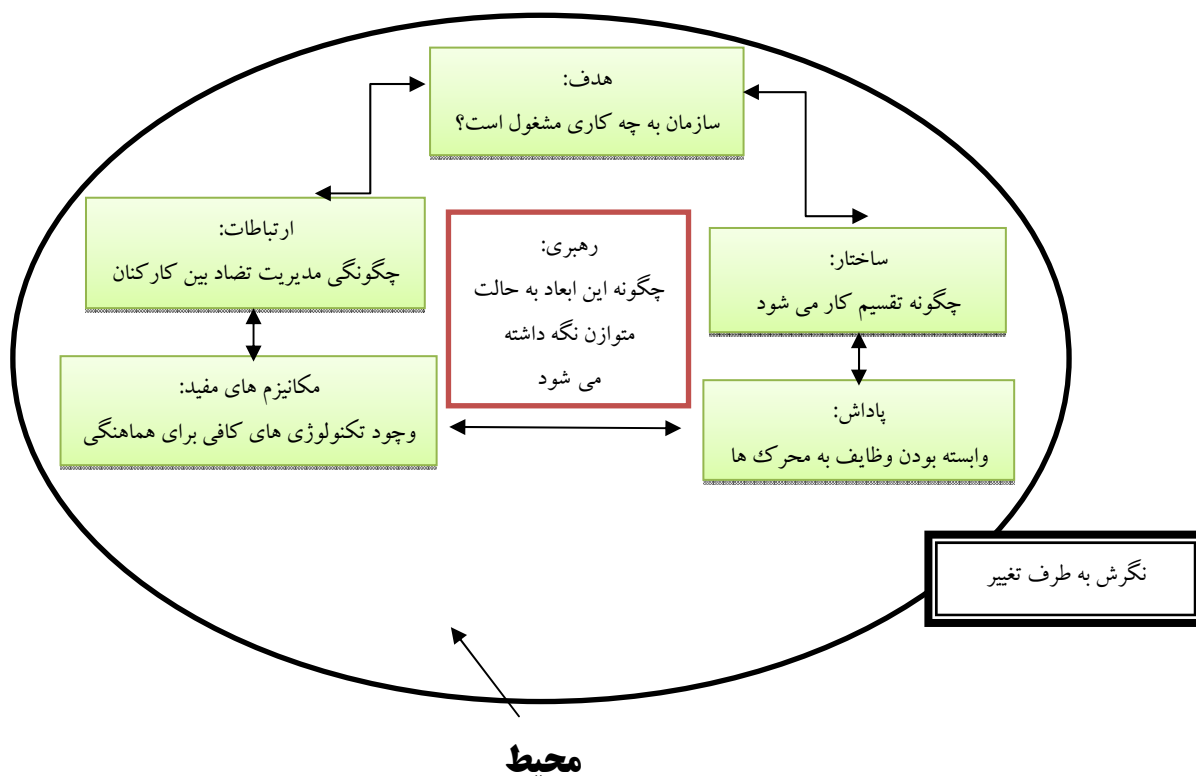 هدف:
سازمان به چه کاری مشغول است؟
ارتباطات:
چگونگی مدیریت تضاد بین کارکنان
رهبری:
چگونه این ابعاد به حالت
متوازن نگه داشته
می شود
ساختار:
چگونه تقسیم کار می شود
مکانیزم های مفید:
وجود تکنولوژی های کافی برای هماهنگی
پاداش:
وابسته بودن وظایف به محرک ها
نگرش به طرف تغییر
محیط